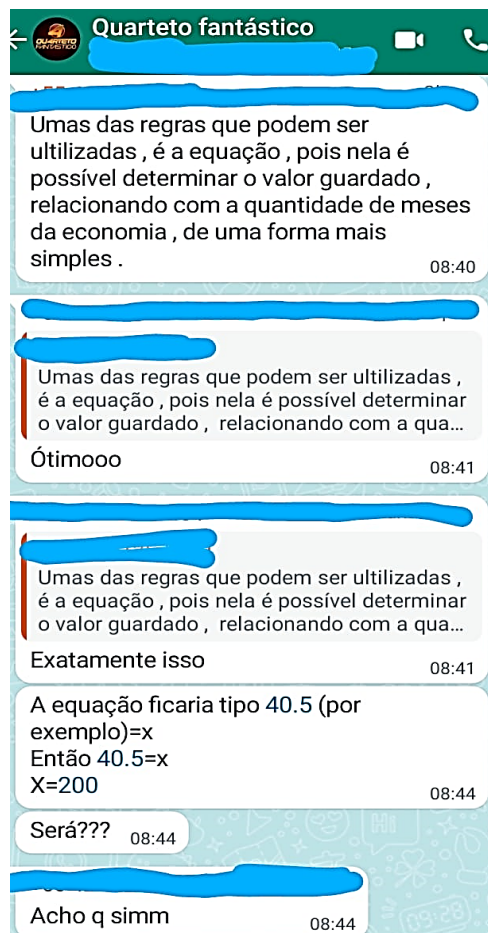 Quarteto fantástico
QUARTETO
FANTÁSTICO
Umas das regras que podem ser
ultilizadas , é a equação , pois nela é
possível determinar o valor guardado ,
relacionando com a quantidade de meses
da economia , de uma forma mais
simples .
08:40
Umas das regras que podem ser ultilizadas ,
é a equação , pois nela é possível determinar
o valor guardado , relacionando com a qua...
Ótimooo
08:41
Umas das regras que podem ser ultilizadas ,
é a equação , pois nela é possível determinar
o valor guardado , relacionando com a qua...
Exatamente isso
08:41
A equação ficaria tipo 40.5 (por
exemplo)=x
Então 40.5=x
X=200
08:44
Será???
08:44
Acho q simm
08:44